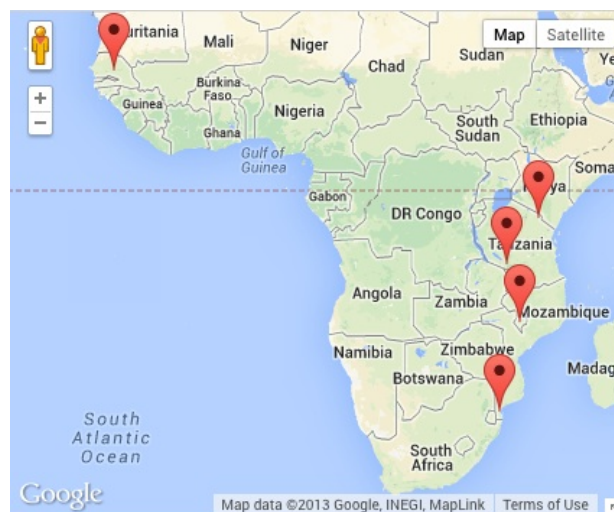 uritania
Mali
Niger
Map
Satellite
Sudan
Chad
Ye
Guinea
Burkina
Faso
Nigeria
Ghana
South
Sudan
Ethiopia
Gulf of
Guinea
Soma
Gabon
DR Congo
ya
Tanzania
Angola
Zambia
Mozambique
Namibia
Zimbabwe
Botswana
Madag
South
Atlantic
Ocean
South
Africa
Google
Map data ©2013 Google, INEGI, MapLink
Terms of Use